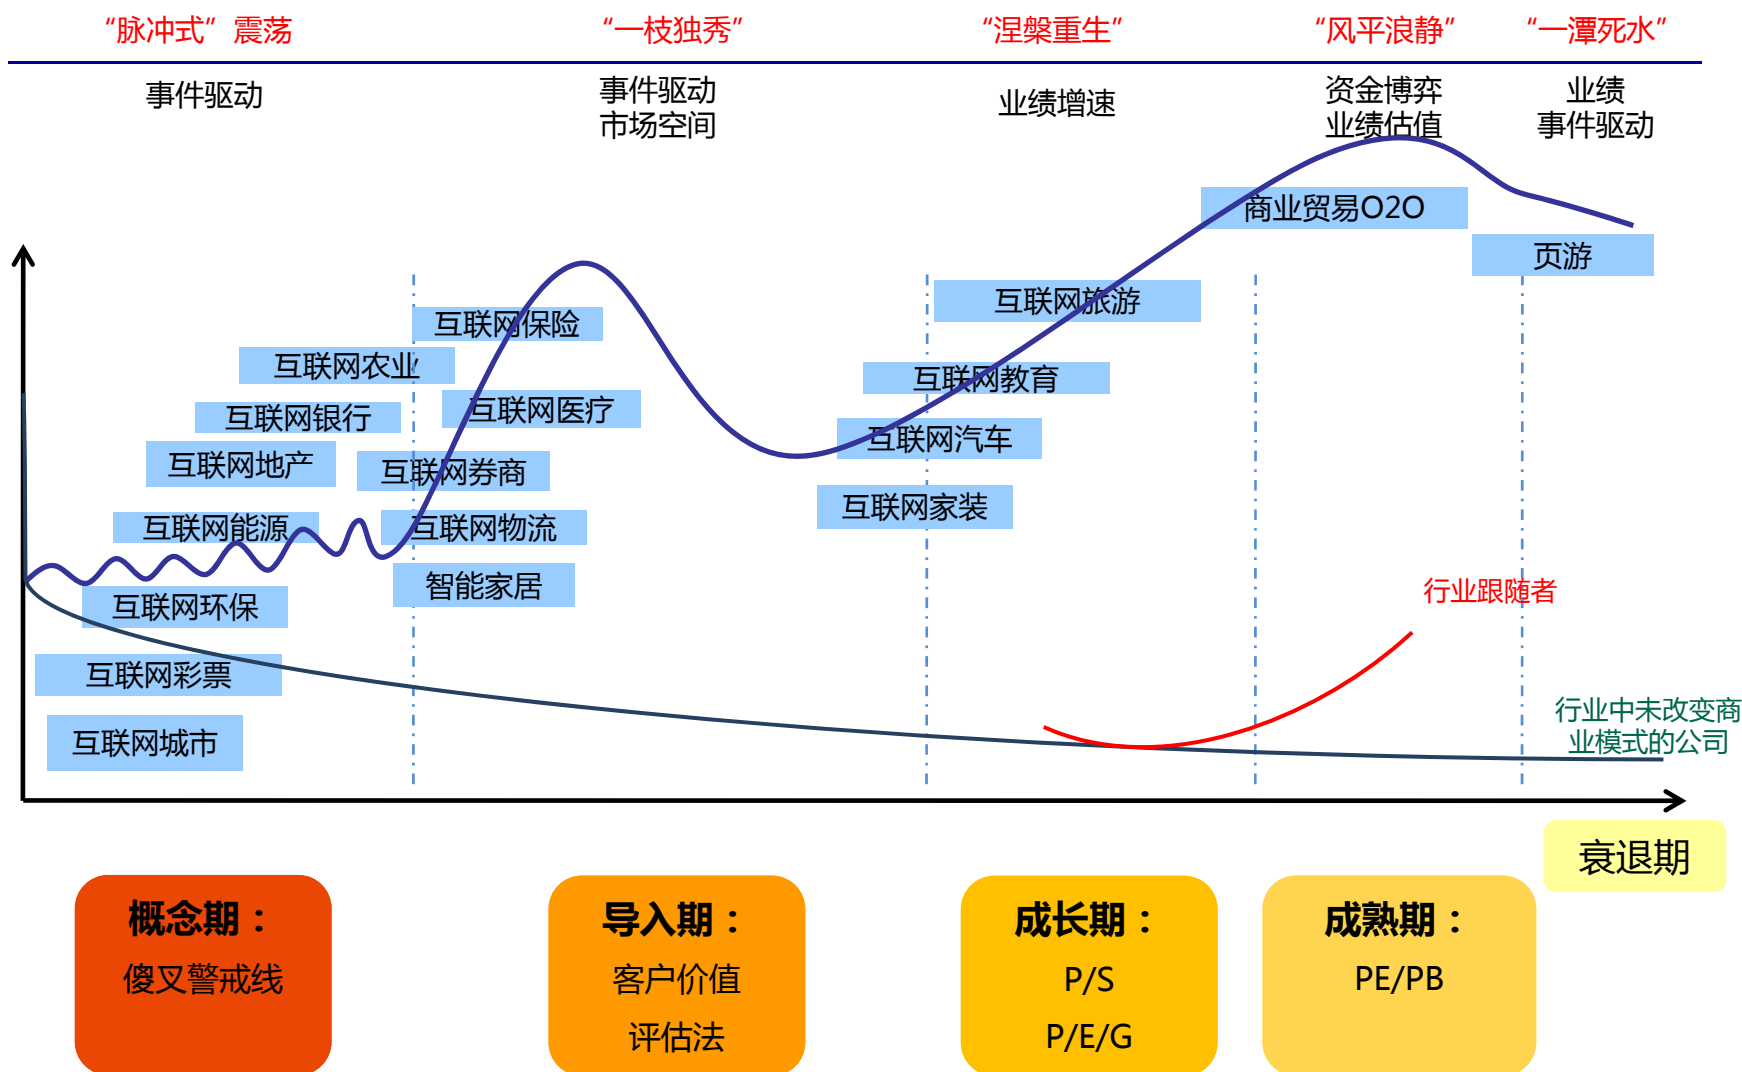 “脉冲式”震荡
“一枝独秀”
“涅槃重生”
“风平浪静”
“一潭死水”
事件驱动
事件驱动
市场空间
业绩增速
资金博弈
业绩估值
业绩
事件驱动
商业贸易O2O
页游
互联网旅游
互联网保险
互联网农业
互联网教育
互联网银行
互联网医疗
互联网汽车
互联网地产
互联网券商
互联网家装
互联网能源
互联网物流
智能家居
行业跟随者
互联网环保
互联网彩票
行业中未改变商
业模式的公司
互联网城市
衰退期
概念期：
傻叉警戒线
导入期：
客户价值
评估法
成长期：
P/S
P/E/G
成熟期：
PE/PB